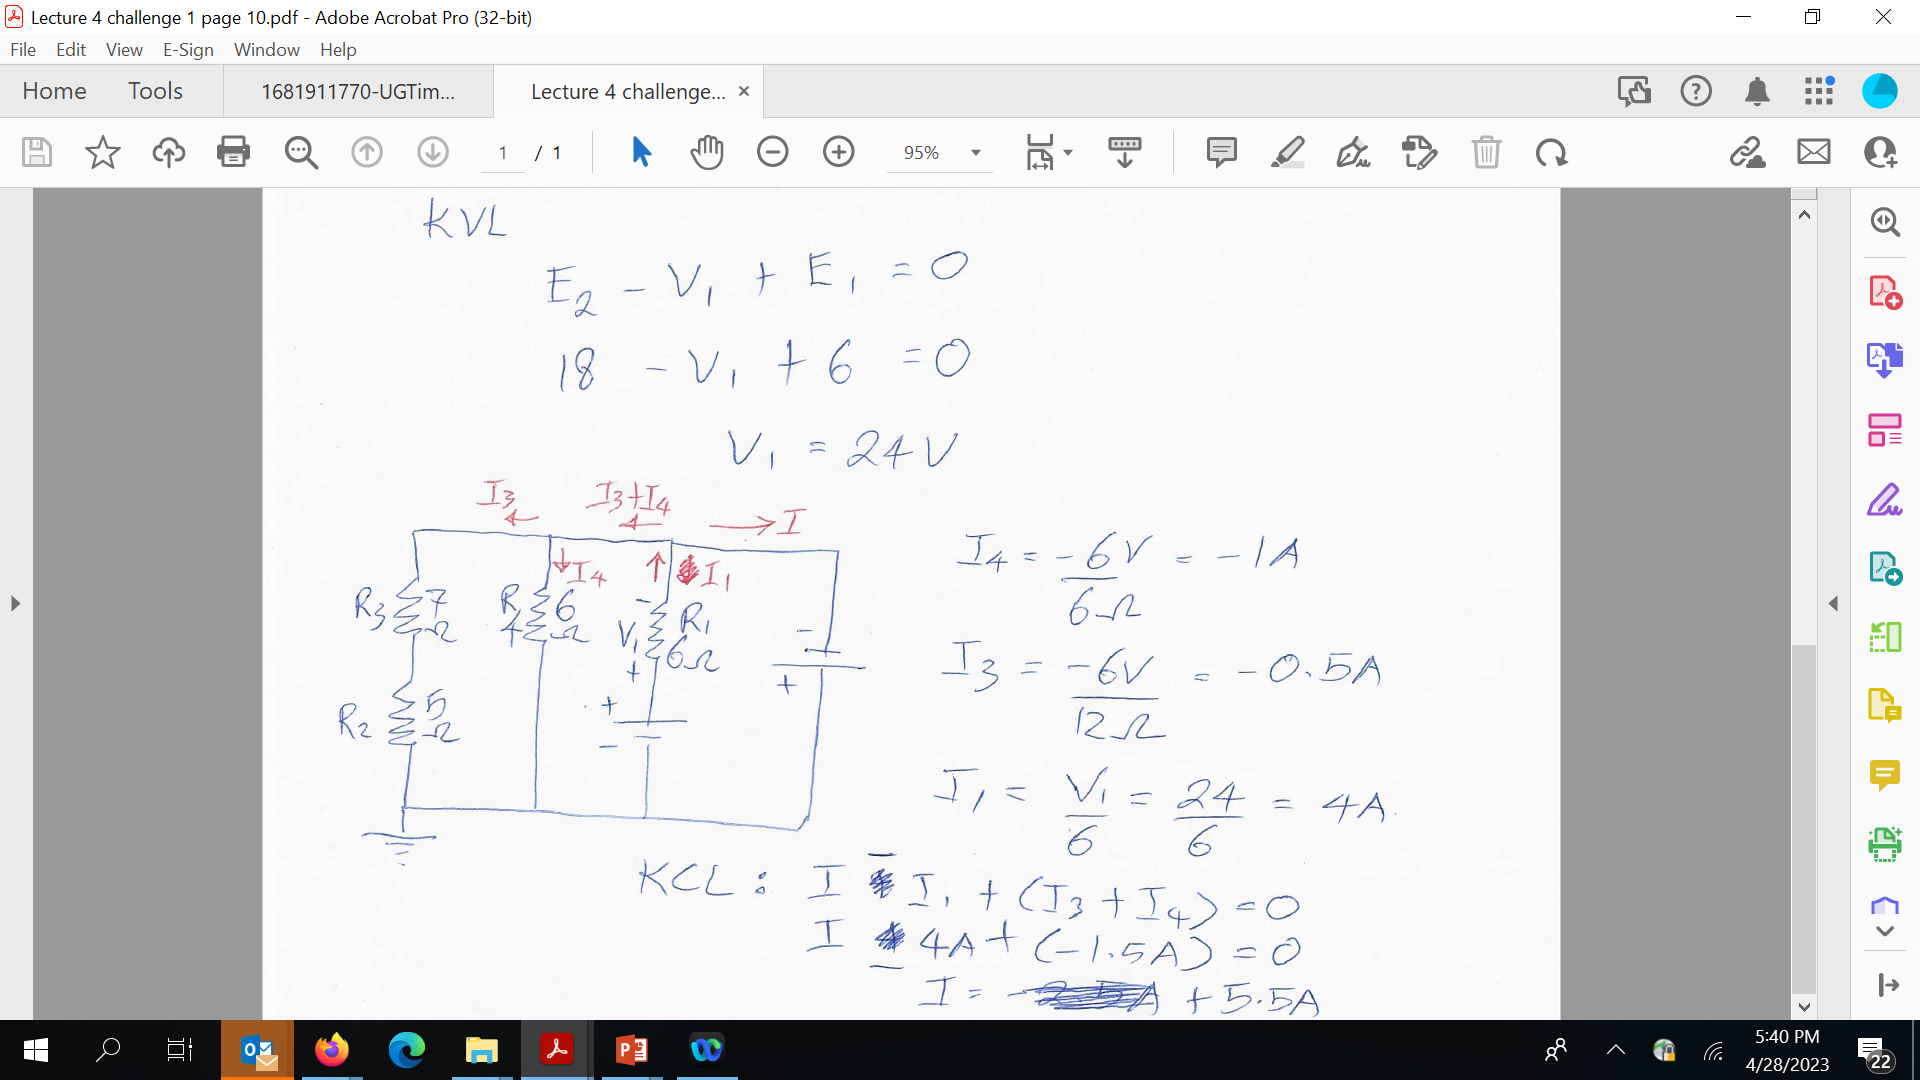 Lecture 4 challenge 1 page 10.pdf - Adobe Acrobat Pro (32-bit)
File Edit View E-Sign Window Help
Home Tools 1681911770-UGTim... Lecture 4 challenge... ×
1 / 1 95%
KVL
E2 - V1 + E1 = 0
18 - V1 + 6 = 0
V1 = 24V
I3 I3+I4 I
I4 I1
R3 7Ω R4 6Ω V1 R1 6Ω
- + + - - +
R2 5Ω
I4 = -6V/6Ω = -1A
I3 = -6V/12Ω = -0.5A
I1 = V1/6 = 24/6 = 4A.
KCL: I - I1 + (I3 + I4) = 0
I - 4A + (-1.5A) = 0
I = + 5.5A
5:40 PM
4/28/2023
22